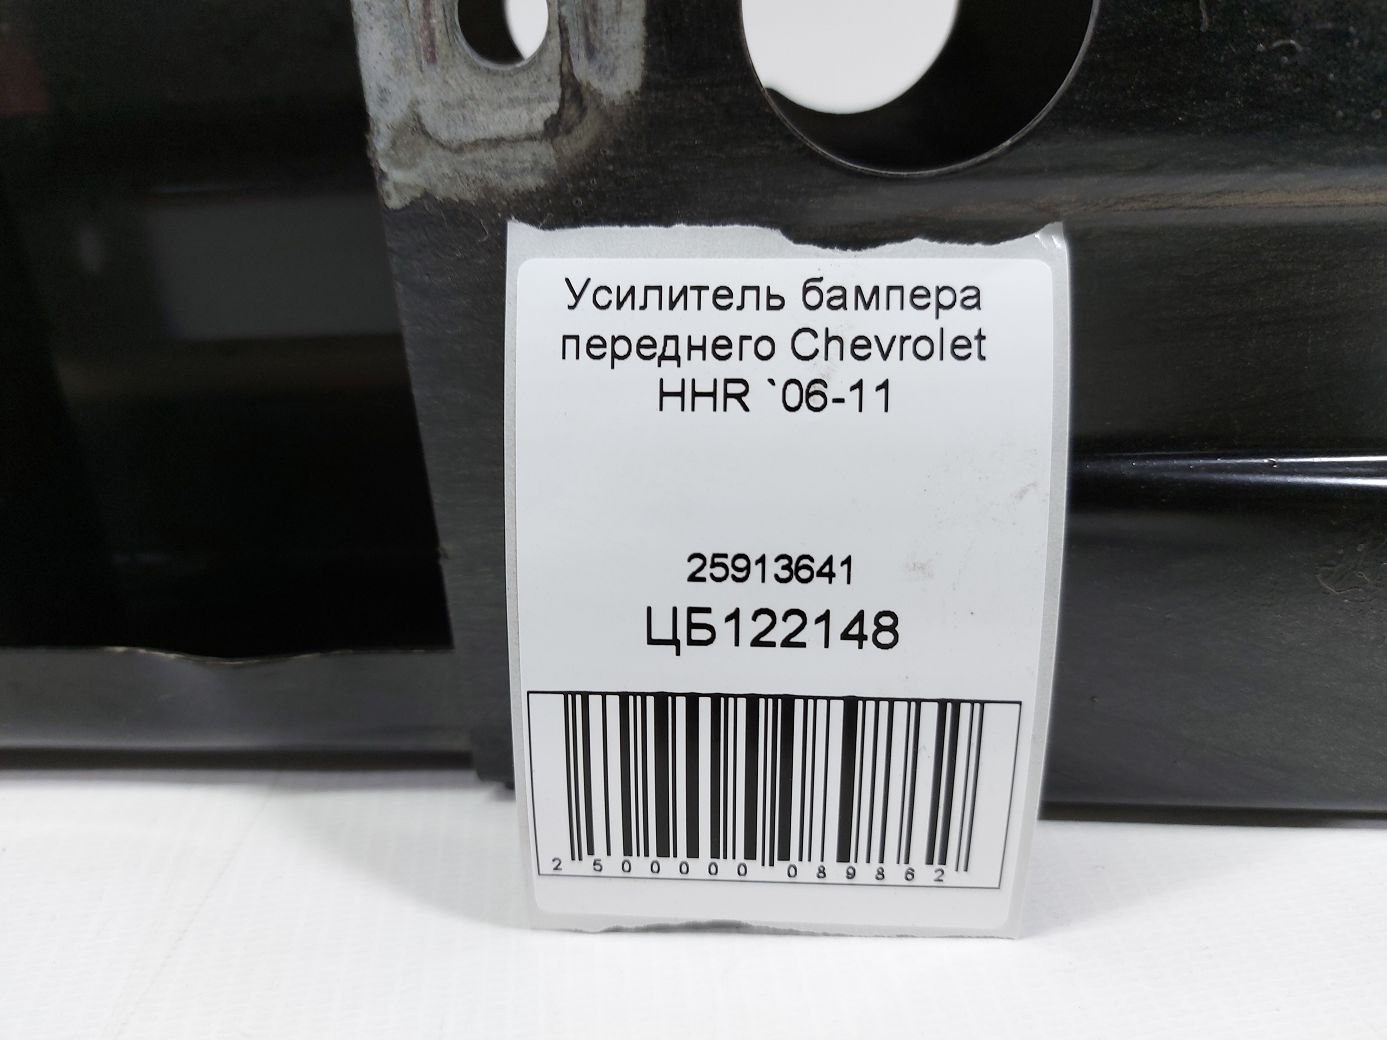 Усилитель бампера
переднего Chevrolet
HHR `06-11
25913641
ЦБ122148
2 500000 089862